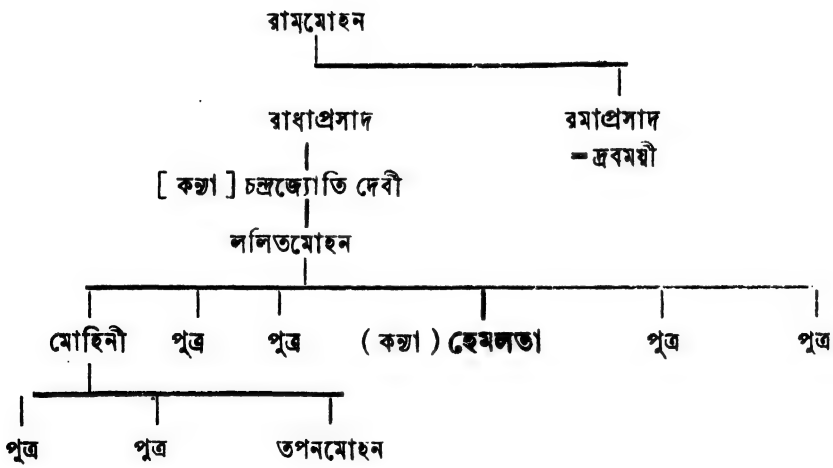 রামমোহন
রাধাপ্রসাদ রমাপ্রসাদ
= দ্রবময়ী
[ কন্যা ] চন্দ্রজ্যোতি দেবী
ললিতমোহন
মোহিনী পুত্র পুত্র ( কন্যা ) হেমলতা পুত্র পুত্র
পুত্র পুত্র তপনমোহন